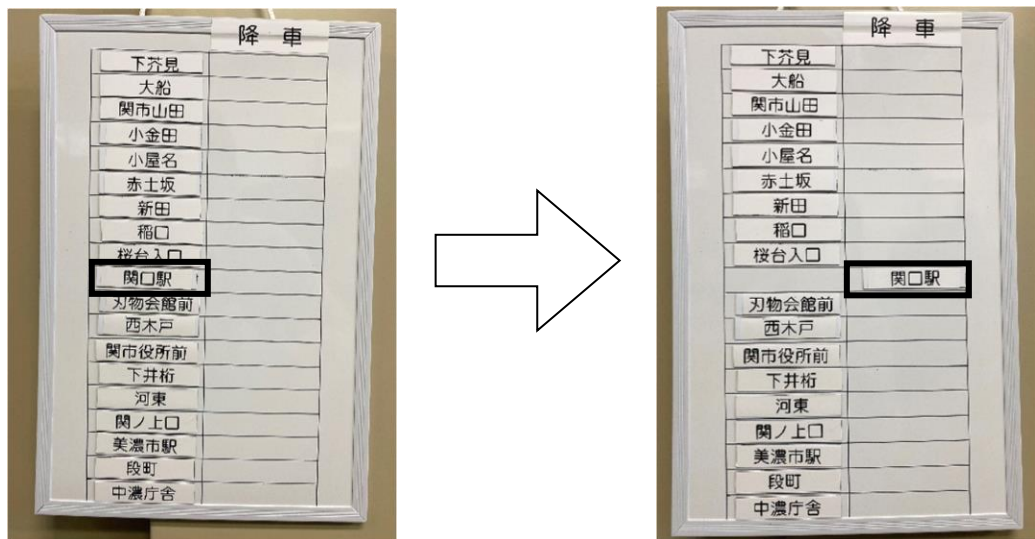 降車
下芥見
大船
関市山田
小金田
小屋名
赤土坂
新田
稲口
桜台入口
関口駅
刃物会館前
西木戸
関市役所前
下井桁
河東
関ノ上口
美濃市駅
段町
中濃庁舎
降車
下芥見
大船
関市山田
小金田
小屋名
赤土坂
新田
稲口
桜台入口
関口駅
刃物会館前
西木戸
関市役所前
下井桁
河東
関ノ上口
美濃市駅
段町
中濃庁舎